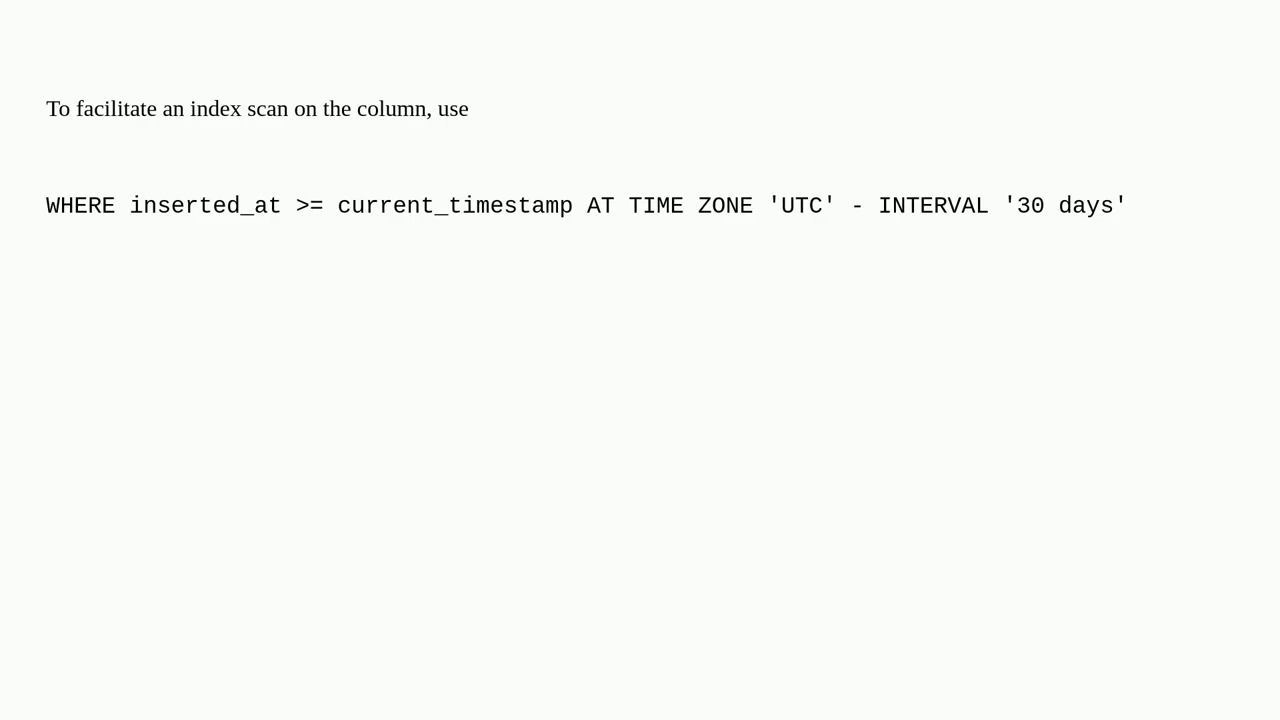 To facilitate an index scan on the column, use
WHERE inserted_at >= current_timestamp AT TIME ZONE 'UTC' - INTERVAL '30 days'